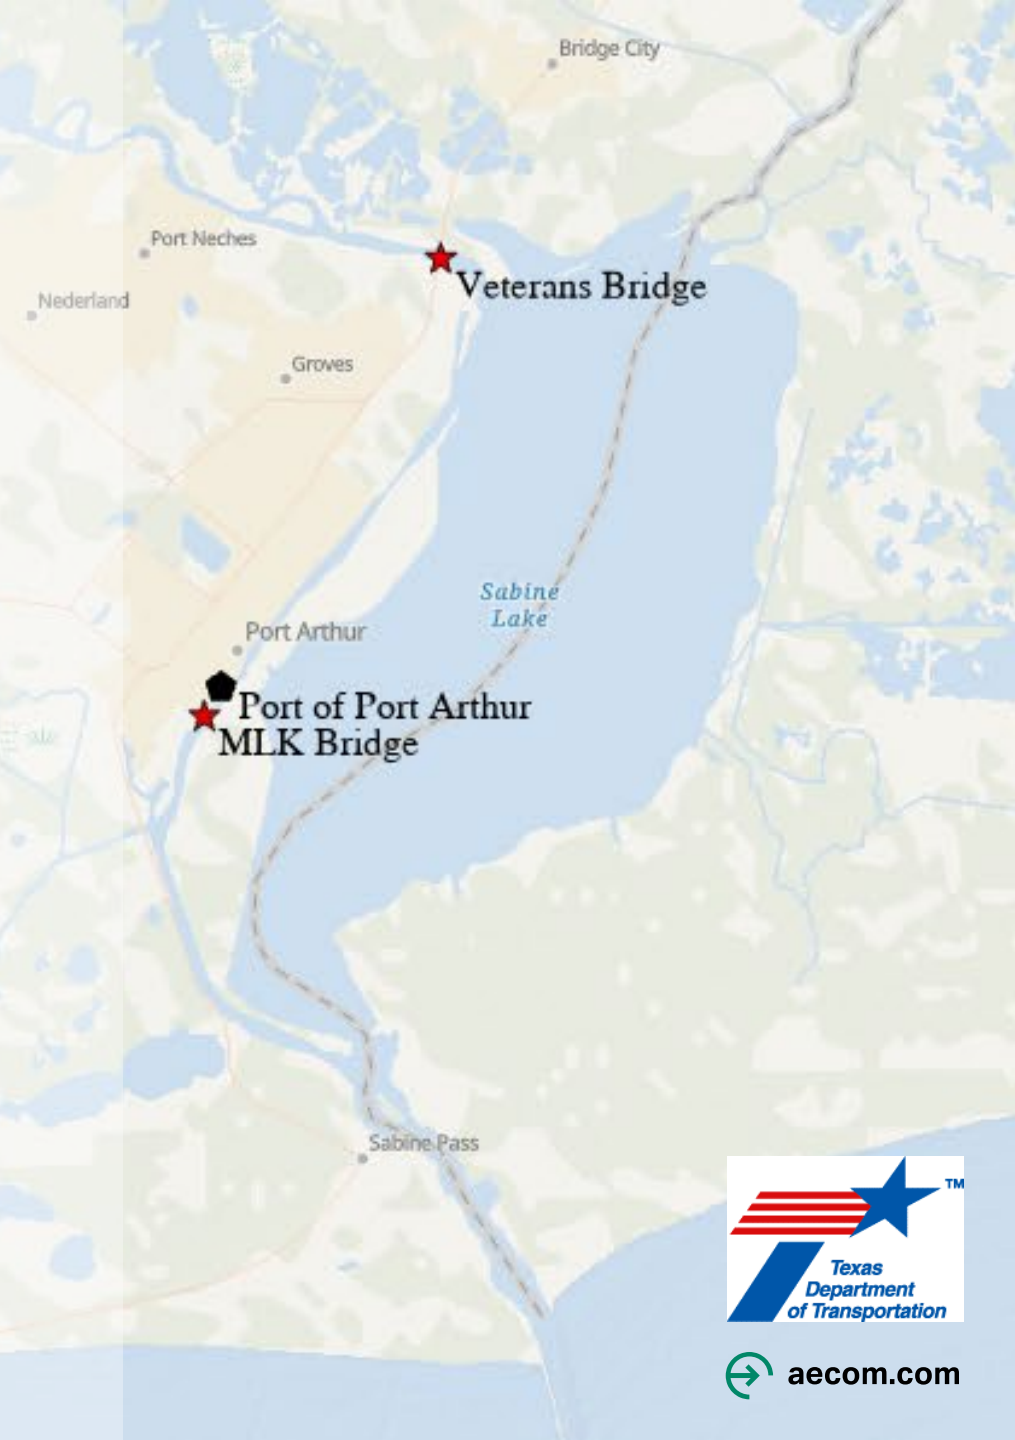 Bridge City
Port Neches
Veterans Bridge
Nederland
Groves
Sabine
Lake
Port Arthur
Port of Port Arthur
MLK Bridge
Sabine Pass
TM
Texas
Department
of Transportation
aecom.com